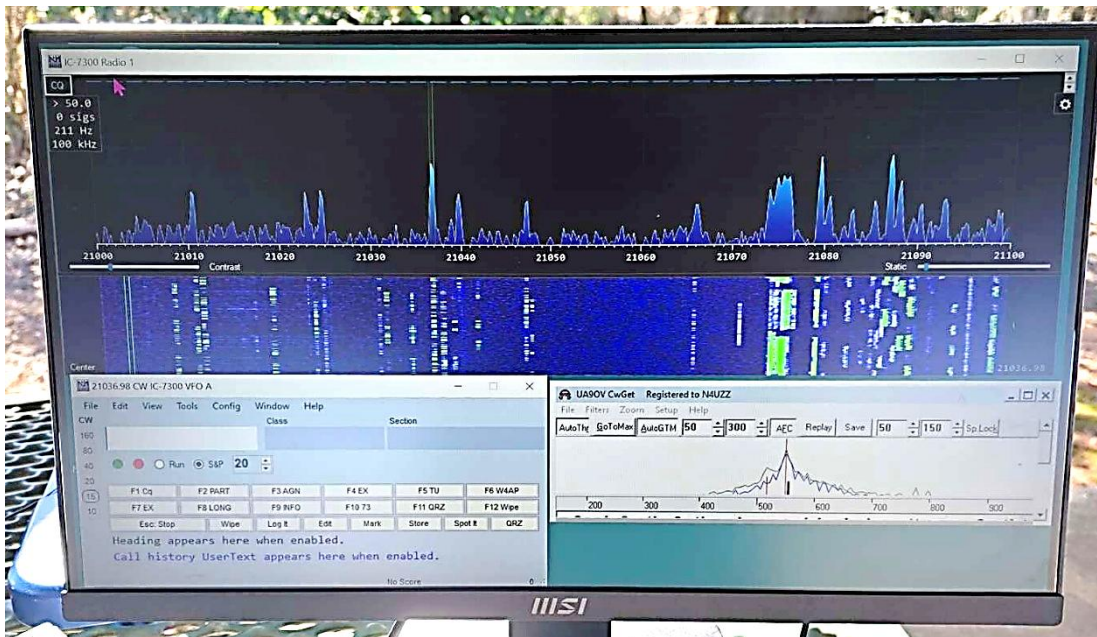 IC-7300 Radio 1
CQ
> 50.0
0 sigs
211 Hz
100 kHz
21000 21010 21020 21030 21040 21050 21060 21070 21080 21090 21100
Contrast Static
Center 21036.98
21036.98 CW IC-7300 VFO A
File Edit View Tools Config Window Help
CW Class Section
160
80
40
20
15
10
Run S&P 20
F1 Cq F2 PART F3 AGN F4 EX F5 TU F6 W4AP
F7 EX F8 LONG F9 INFO F10 73 F11 QRZ F12 Wipe
Esc: Stop Wipe Log It Edit Mark Store Spot It QRZ
Heading appears here when enabled.
Call history UserText appears here when enabled.
No Score 0
UA9OV CwGet Registered to N4UZZ
File Filters Zoom Setup Help
AutoThr GoToMax AutoGTM 50 300 AFC Replay Save 50 150 Sp.Lock
200 300 400 500 600 700 800 900
msi